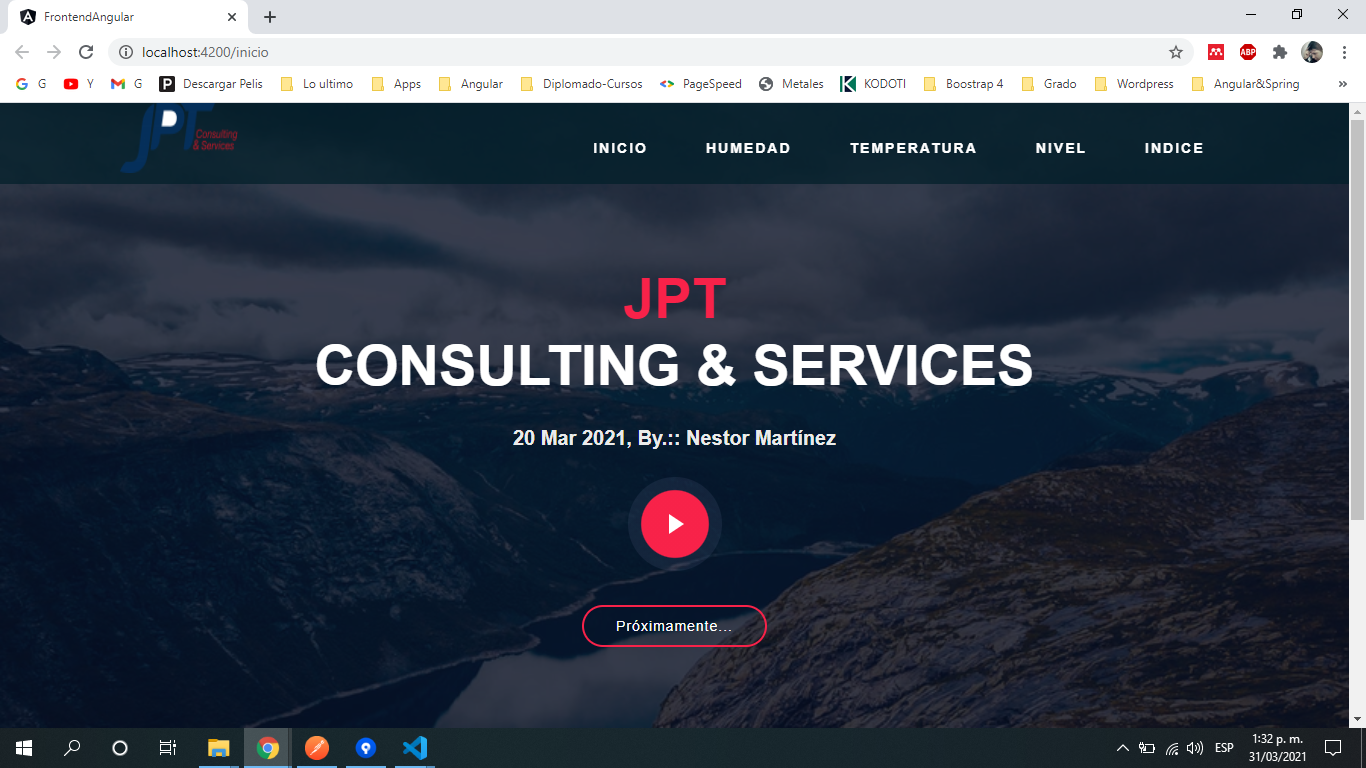 FrontendAngular
localhost:4200/inicio
ABP
G G Y G Descargar Pelis Lo ultimo Apps Angular Diplomado-Cursos PageSpeed Metales KODOTI Boostrap 4 Grado Wordpress Angular&Spring »
JPT Consulting
& Services
INICIO HUMEDAD TEMPERATURA NIVEL INDICE
JPT
CONSULTING & SERVICES
20 Mar 2021, By.:: Nestor Martínez
Próximamente...
ESP
1:32 p. m.
31/03/2021